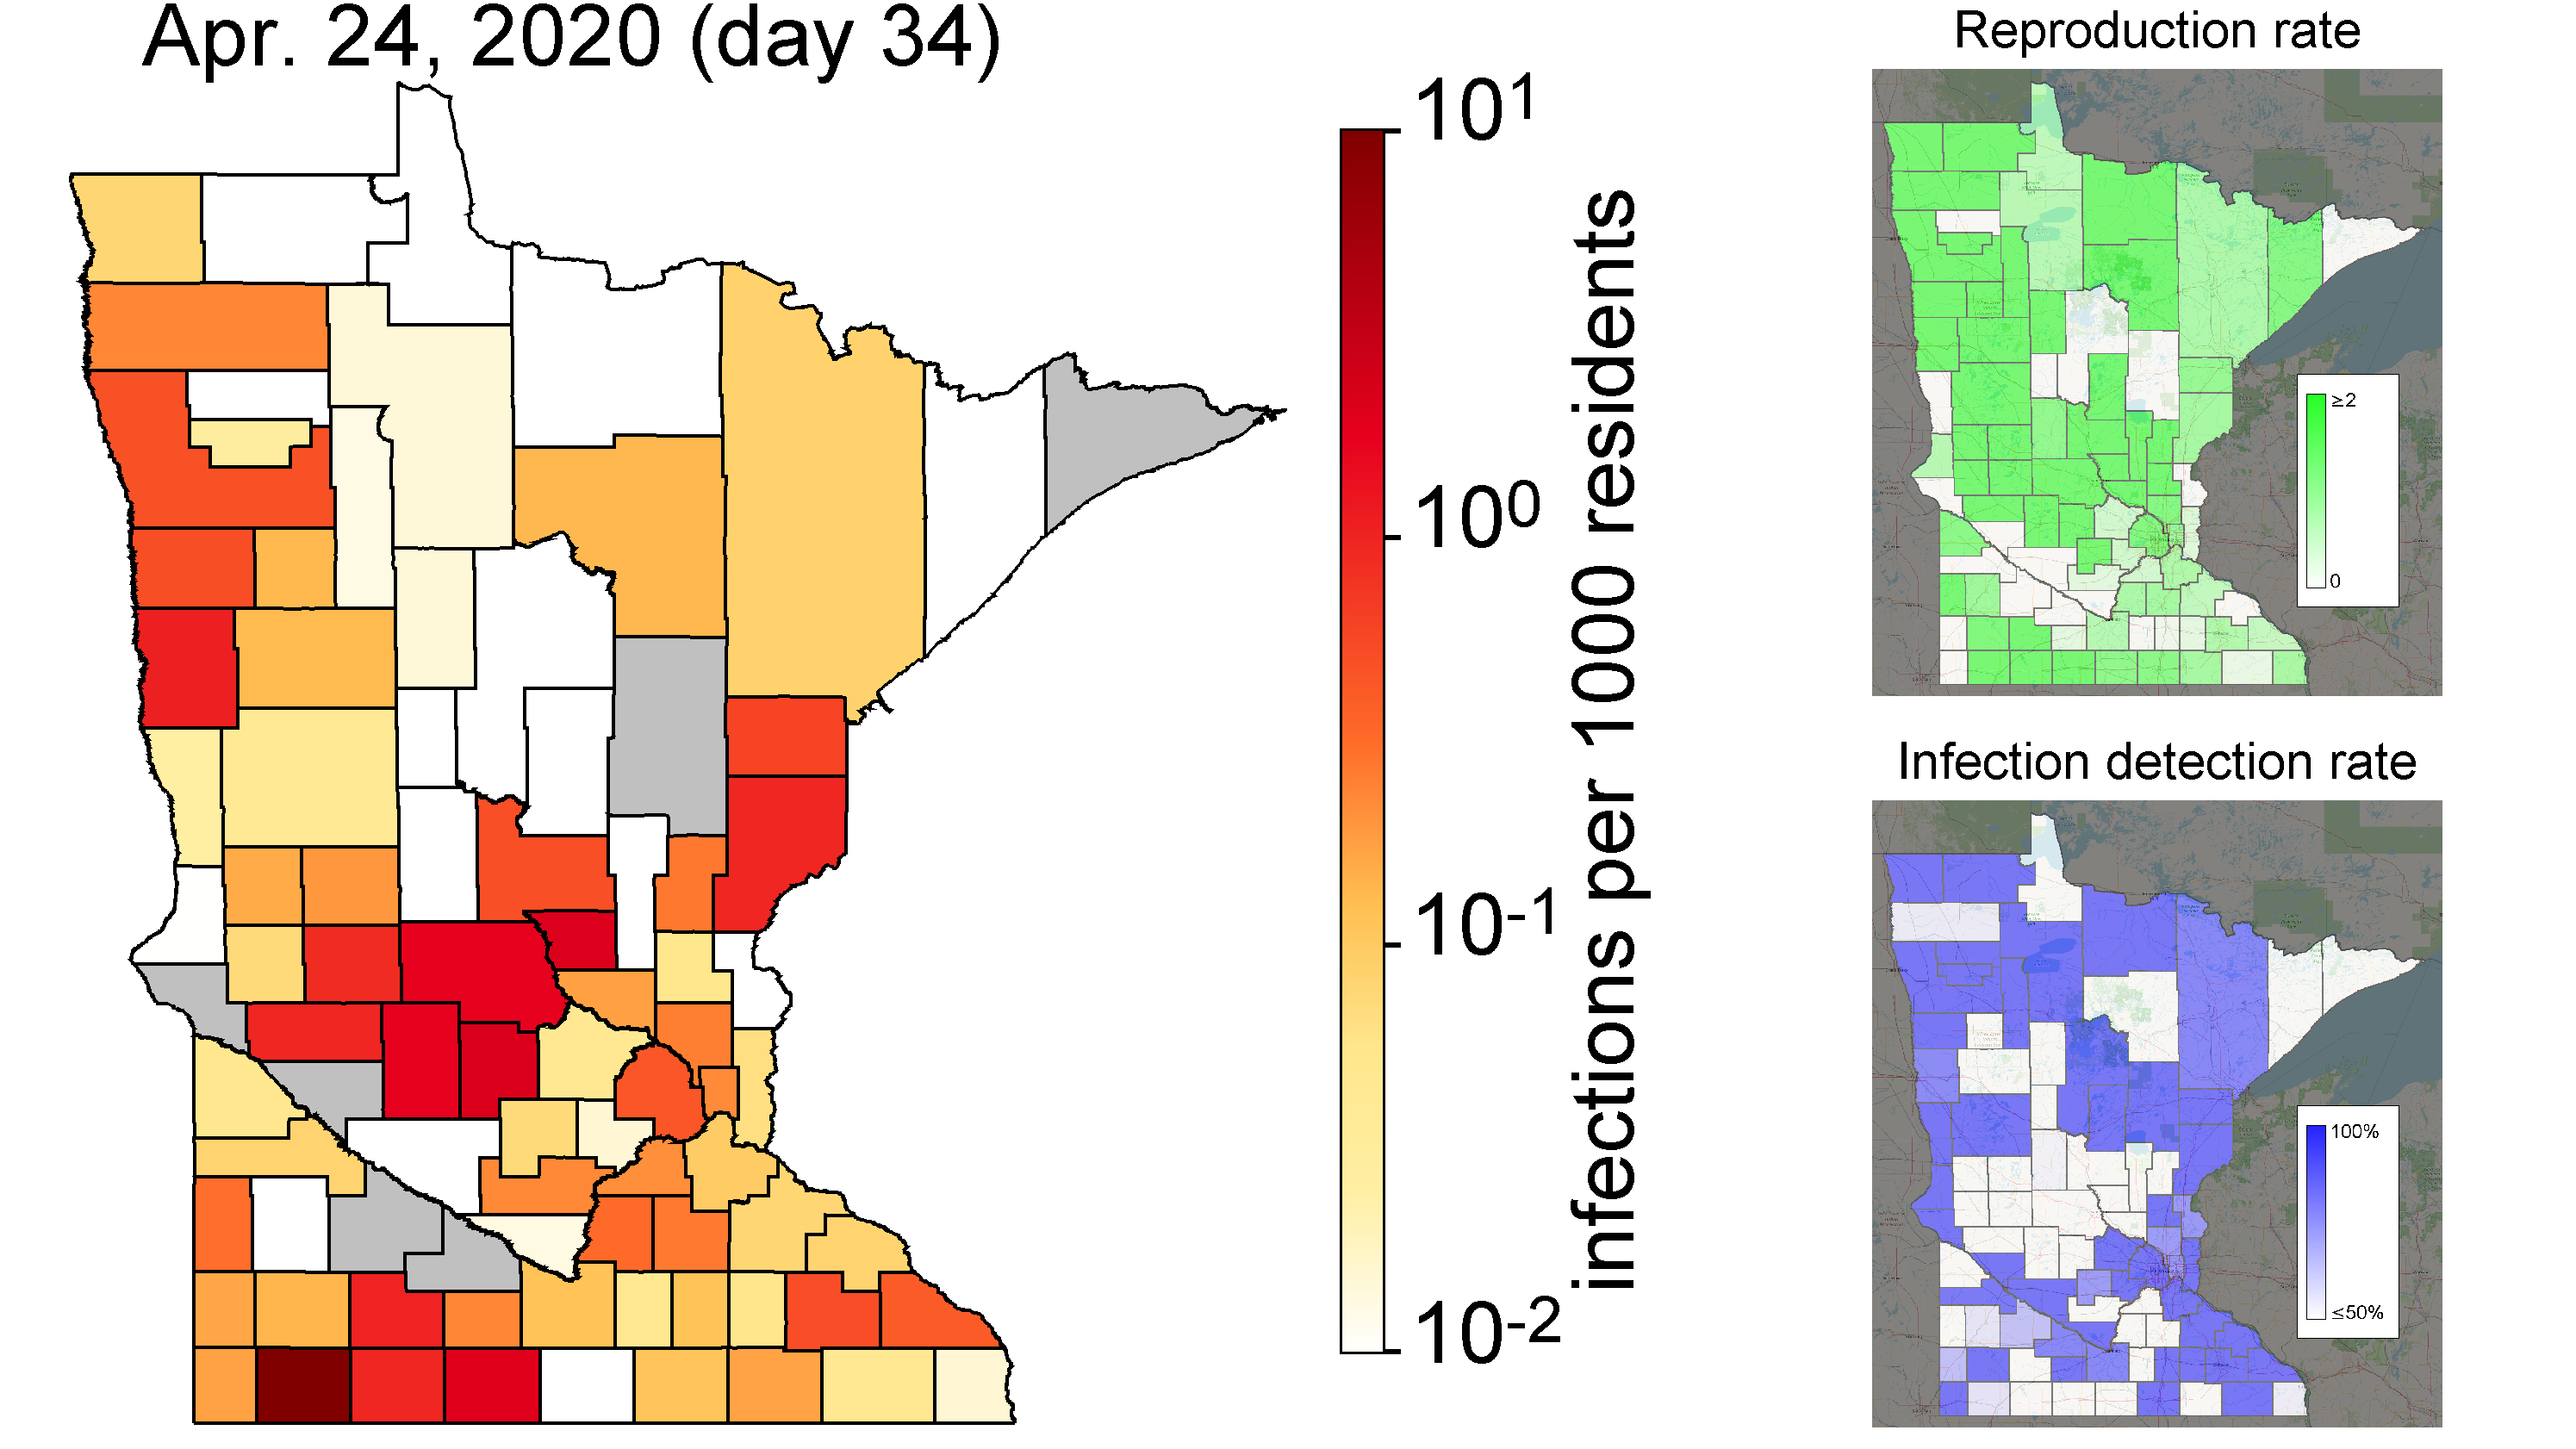 Apr. 24, 2020 (day 34)
10¹
10⁰
10⁻¹
10⁻²
infections per 1000 residents
Reproduction rate
≥2
0
Infection detection rate
100%
≤50%